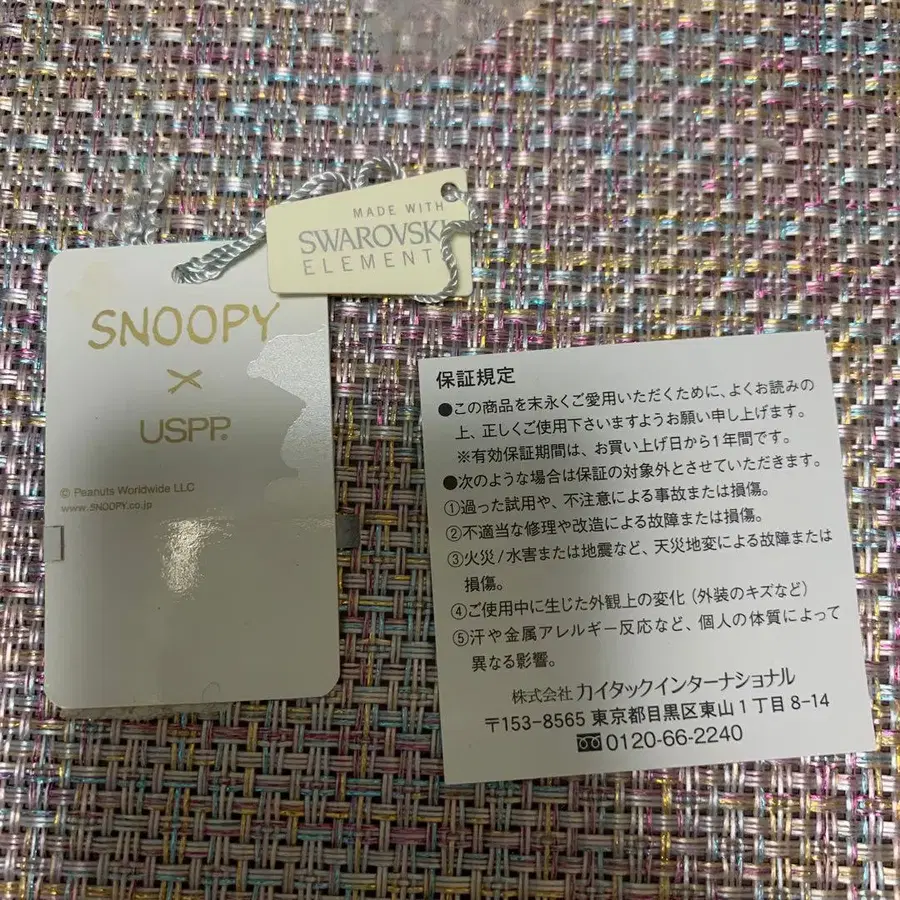 MADE WITH
SWAROVSKI
ELEMENT
SNOOPY
×
USPP.
© Peanuts Worldwide LLC
www.SNOOPY.co.jp
保証規定
●この商品を末永くご愛用いただくために、よくお読みの
上、正しくご使用下さいますようお願い申し上げます。
※有効保証期間は、お買い上げ日から1年間です。
●次のような場合は保証の対象外とさせていただきます。
①過った試用や、不注意による事故または損傷。
②不適当な修理や改造による故障または損傷。
③火災/水害または地震など、天災地変による故障または
損傷。
④ご使用中に生じた外観上の変化(外装のキズなど)
⑤汗や金属アレルギー反応など、個人の体質によって
異なる影響。
株式会社 カイタックインターナショナル
〒153-8565 東京都目黒区東山1丁目8-14
0120-66-2240